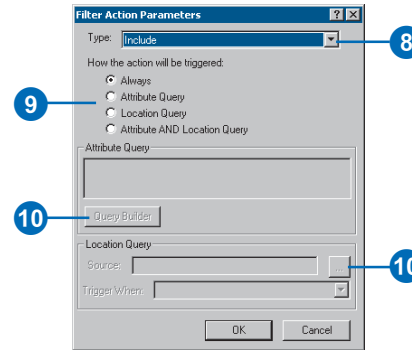 Filter Action Parameters
Type: Include
8
How the action will be triggered:
Always
9
Attribute Query
Location Query
Attribute AND Location Query
Attribute Query
10
Query Builder
Location Query
Source: ...
10
Trigger When:
OK Cancel